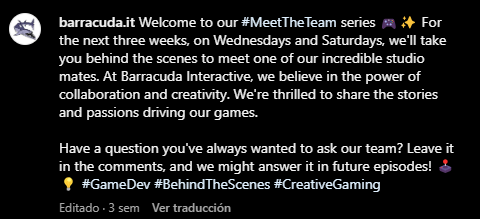 barracuda.it Welcome to our #MeetTheTeam series 🎮✨ For
the next three weeks, on Wednesdays and Saturdays, we'll take
you behind the scenes to meet one of our incredible studio
mates. At Barracuda Interactive, we believe in the power of
collaboration and creativity. We're thrilled to share the stories
and passions driving our games.
Have a question you've always wanted to ask our team? Leave it
in the comments, and we might answer it in future episodes! 🕹️
💡 #GameDev #BehindTheScenes #CreativeGaming
Editado · 3 sem Ver traducción